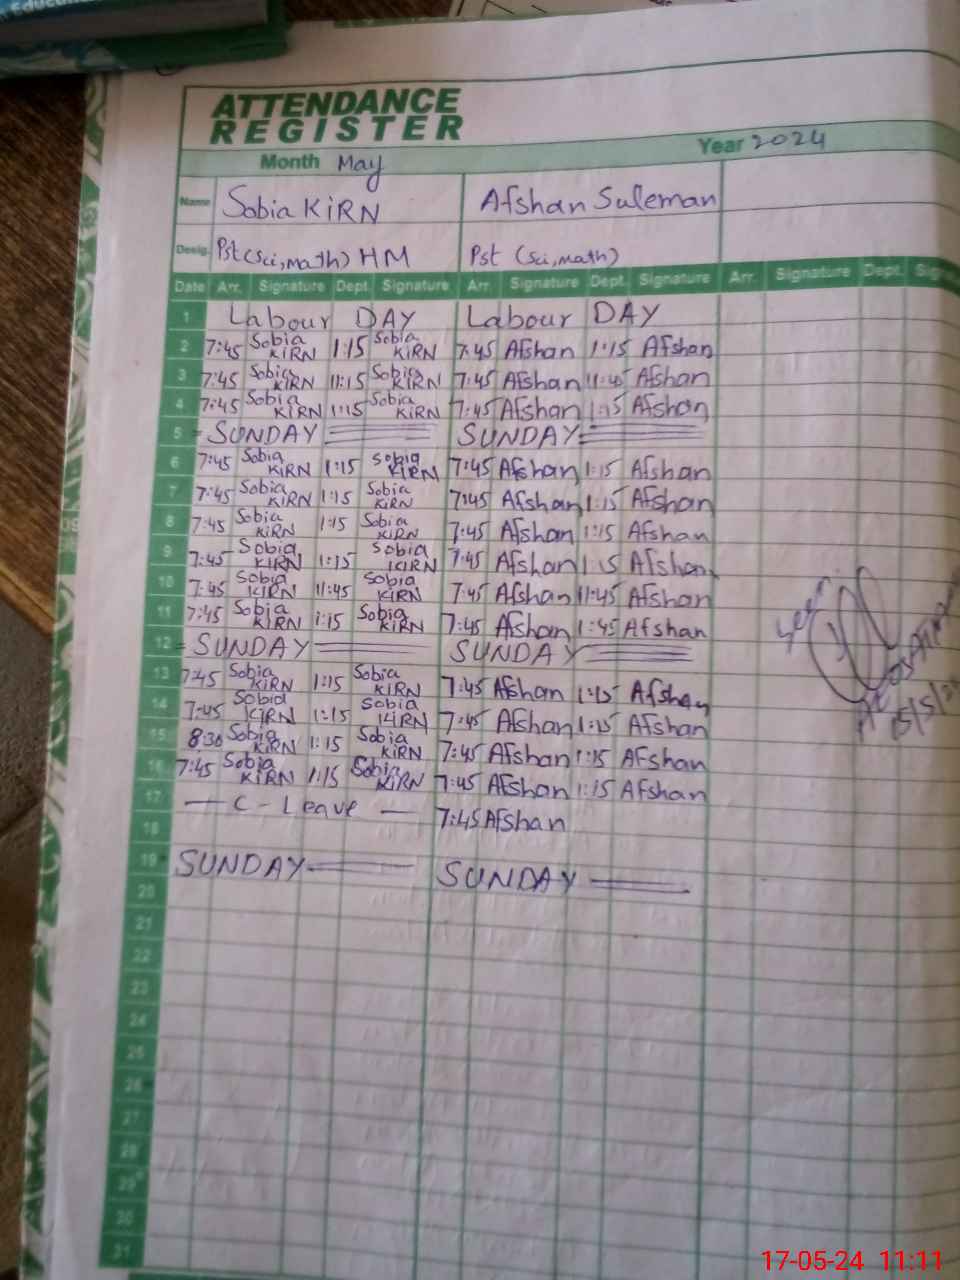 Educa
ATTENDANCE
REGISTER
Month May Year 2024
Name Sobia KiRN Afshan Suleman
Desig. Pst (Sci, math) HM Pst (Sci, math)
Date Arr. Signature Dept. Signature Arr. Signature Dept. Signature Arr. Signature Dept. Sign
1 Labour DAY Labour DAY
2 7:45 Sobia KiRN 1:15 Sobia KiRN 7:45 Afshan 1:15 Afshan
3 7:45 Sobia KiRN 11:15 Sobia KiRN 7:45 Afshan 11:45 Afshan
4 7:45 Sobia KiRN 1:15 Sobia KiRN 7:45 Afshan 1:15 Afshan
5 SUNDAY SUNDAY
6 7:45 Sobia KiRN 1:15 Sobia KiRN 7:45 Afshan 1:15 Afshan
7 7:45 Sobia KiRN 1:15 Sobia KiRN 7:45 Afshan 1:15 Afshan
8 7:45 Sobia KiRN 1:15 Sobia KiRN 7:45 Afshan 1:15 Afshan
9 7:45 Sobia KiRN 1:15 Sobia KiRN 7:45 Afshan 1:15 Afshan
10 7:45 Sobia KiRN 11:45 Sobia KiRN 7:45 Afshan 11:45 Afshan
11 7:45 Sobia KiRN 1:15 Sobia KiRN 7:45 Afshan 1:45 Afshan
12 SUNDAY SUNDAY
13 7:45 Sobia KiRN 1:15 Sobia KiRN 7:45 Afshan 1:15 Afshan
14 7:45 Sobia KiRN 1:15 Sobia KiRN 7:45 Afshan 1:15 Afshan
15 8:30 Sobia KiRN 1:15 Sobia KiRN 7:45 Afshan 1:15 Afshan
16 7:45 Sobia KiRN 1:15 Sobia KiRN 7:45 Afshan 1:15 Afshan
17 C - Leave 7:45 Afshan
18
19 SUNDAY SUNDAY
20
21
22
23
24
25
26
27
28
29
30
31
17-05-24 11:11